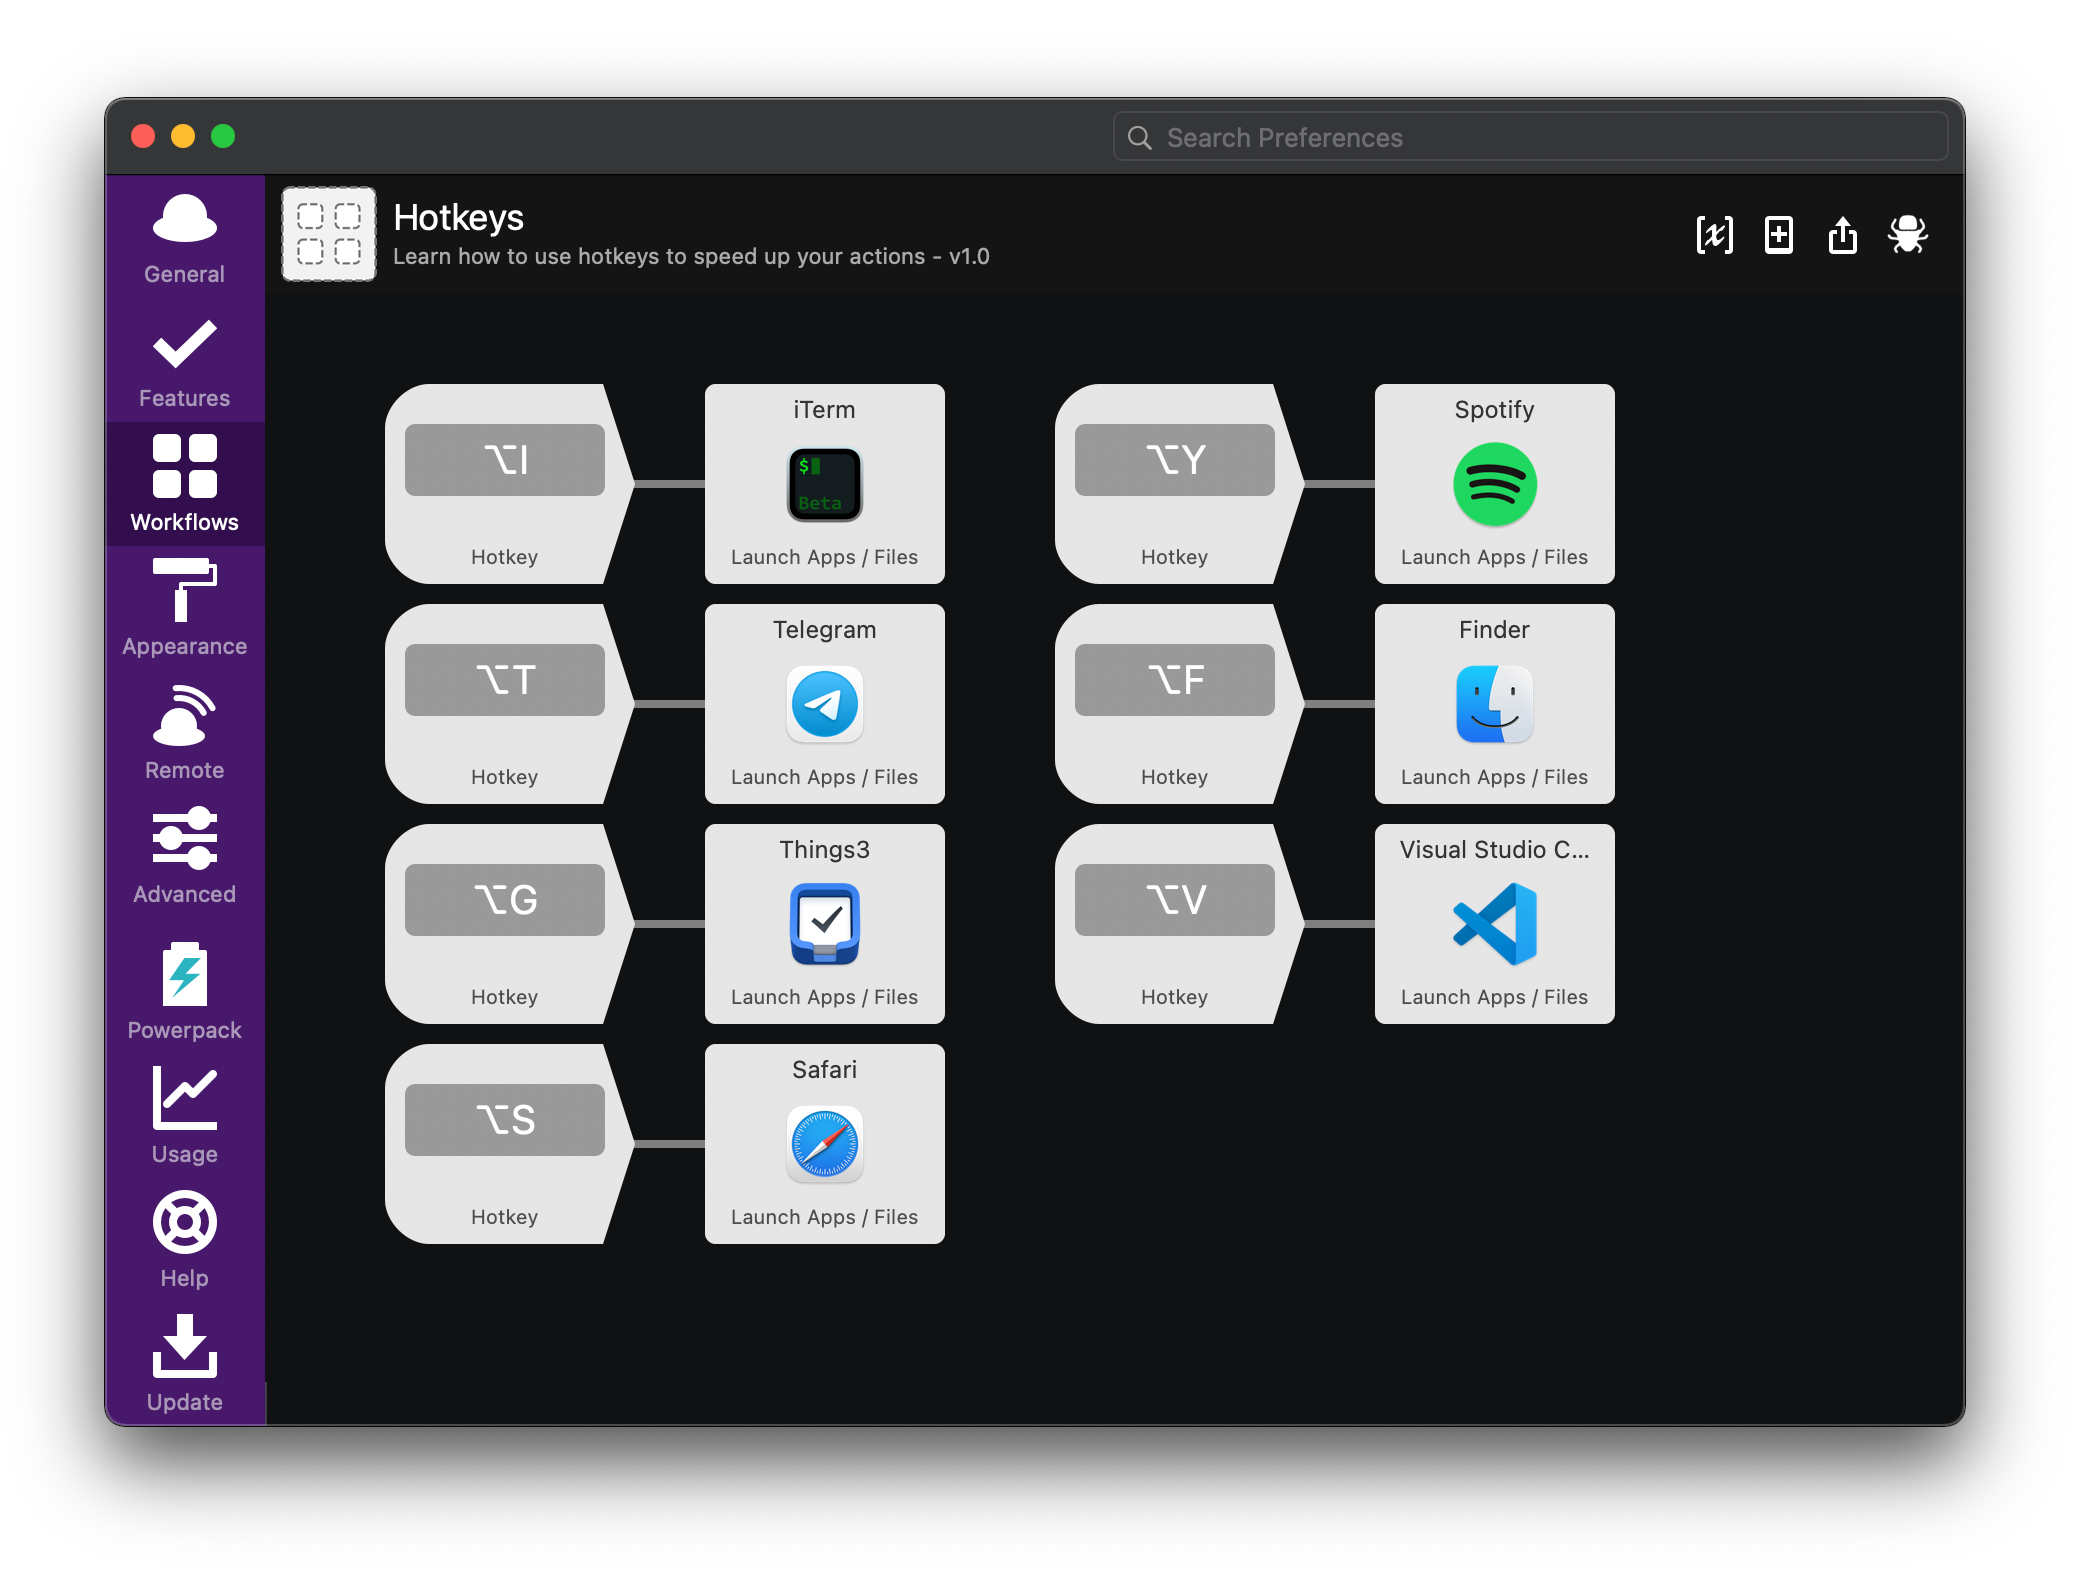 Search Preferences
General
Features
Workflows
Appearance
Remote
Advanced
Powerpack
Usage
Help
Update
Hotkeys
Learn how to use hotkeys to speed up your actions - v1.0
[x]
⌥I
Hotkey
iTerm
$
Beta
Launch Apps / Files
⌥Y
Hotkey
Spotify
Launch Apps / Files
⌥T
Hotkey
Telegram
Launch Apps / Files
⌥F
Hotkey
Finder
Launch Apps / Files
⌥G
Hotkey
Things3
Launch Apps / Files
⌥V
Hotkey
Visual Studio C...
Launch Apps / Files
⌥S
Hotkey
Safari
Launch Apps / Files